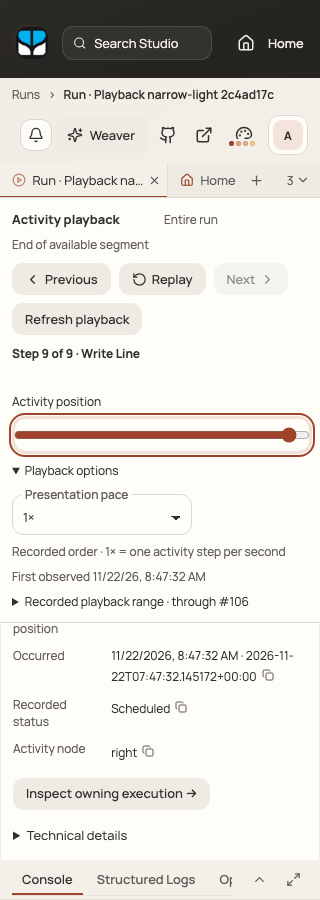 Search Studio
Home
Runs › Run · Playback narrow-light 2c4ad17c
Weaver
A
Run · Playback na...
Home
3
Activity playback
Entire run
End of available segment
Previous
Replay
Next
Refresh playback
Step 9 of 9 · Write Line
Activity position
Playback options
Presentation pace
1×
Recorded order · 1× = one activity step per second
First observed 11/22/26, 8:47:32 AM
Recorded playback range · through #106
position
Occurred
11/22/2026, 8:47:32 AM · 2026-11-
22T07:47:32.145172+00:00
Recorded
status
Scheduled
Activity node
right
Inspect owning execution →
Technical details
Console
Structured Logs